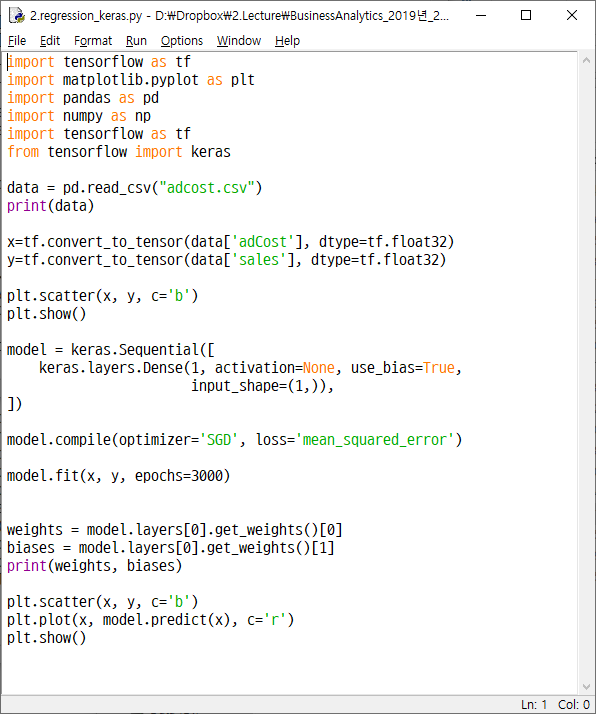 2.regression_keras.py - D:₩Dropbox₩2.Lecture₩BusinessAnalytics_2019년_2...
File Edit Format Run Options Window Help
import tensorflow as tf
import matplotlib.pyplot as plt
import pandas as pd
import numpy as np
import tensorflow as tf
from tensorflow import keras

data = pd.read_csv("adcost.csv")
print(data)

x=tf.convert_to_tensor(data['adCost'], dtype=tf.float32)
y=tf.convert_to_tensor(data['sales'], dtype=tf.float32)

plt.scatter(x, y, c='b')
plt.show()

model = keras.Sequential([
    keras.layers.Dense(1, activation=None, use_bias=True,
                       input_shape=(1,)),
])

model.compile(optimizer='SGD', loss='mean_squared_error')

model.fit(x, y, epochs=3000)


weights = model.layers[0].get_weights()[0]
biases = model.layers[0].get_weights()[1]
print(weights, biases)

plt.scatter(x, y, c='b')
plt.plot(x, model.predict(x), c='r')
plt.show()
Ln: 1 Col: 0